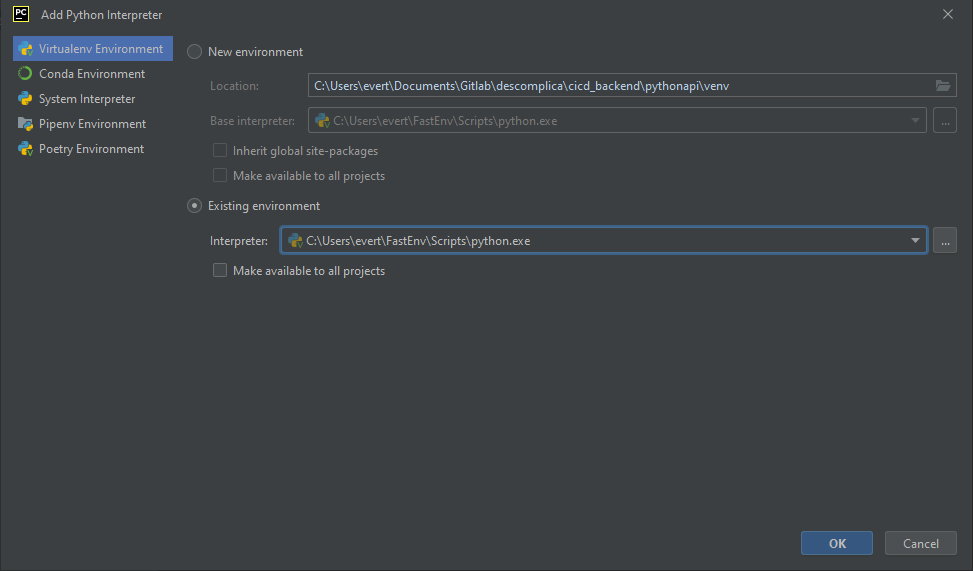 PC
Add Python Interpreter
Virtualenv Environment
Conda Environment
System Interpreter
Pipenv Environment
Poetry Environment
New environment
Location: C:\Users\evert\Documents\Gitlab\descomplica\cicd_backend\pythonapi\venv
Base interpreter: C:\Users\evert\FastEnv\Scripts\python.exe ...
Inherit global site-packages
Make available to all projects
Existing environment
Interpreter: C:\Users\evert\FastEnv\Scripts\python.exe ...
Make available to all projects
OK Cancel